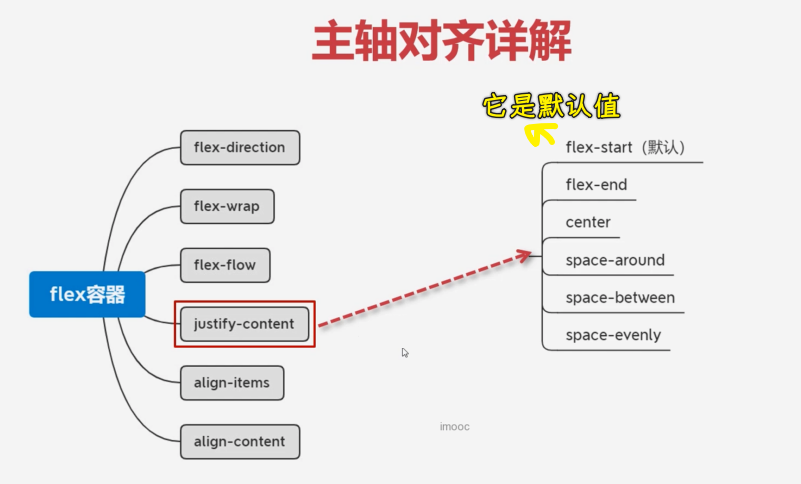 主轴对齐详解
它是默认值
flex-direction
flex-wrap
flex-flow
flex容器
justify-content
align-items
align-content
flex-start（默认）
flex-end
center
space-around
space-between
space-evenly
imooc